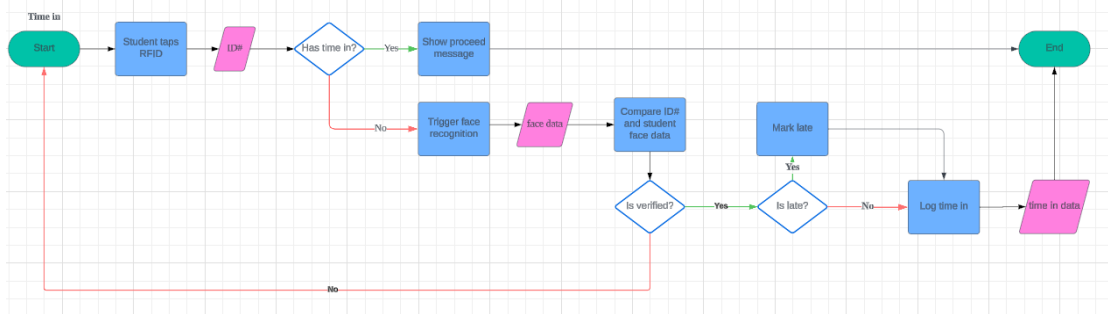 Time in
Start
Student taps
RFID
ID#
Has time in?
Yes
Show proceed
message
End
No
Trigger face
recognition
face data
Compare ID#
and student
face data
Mark late
Yes
Is verified?
Yes
Is late?
No
Log time in
time in data
No